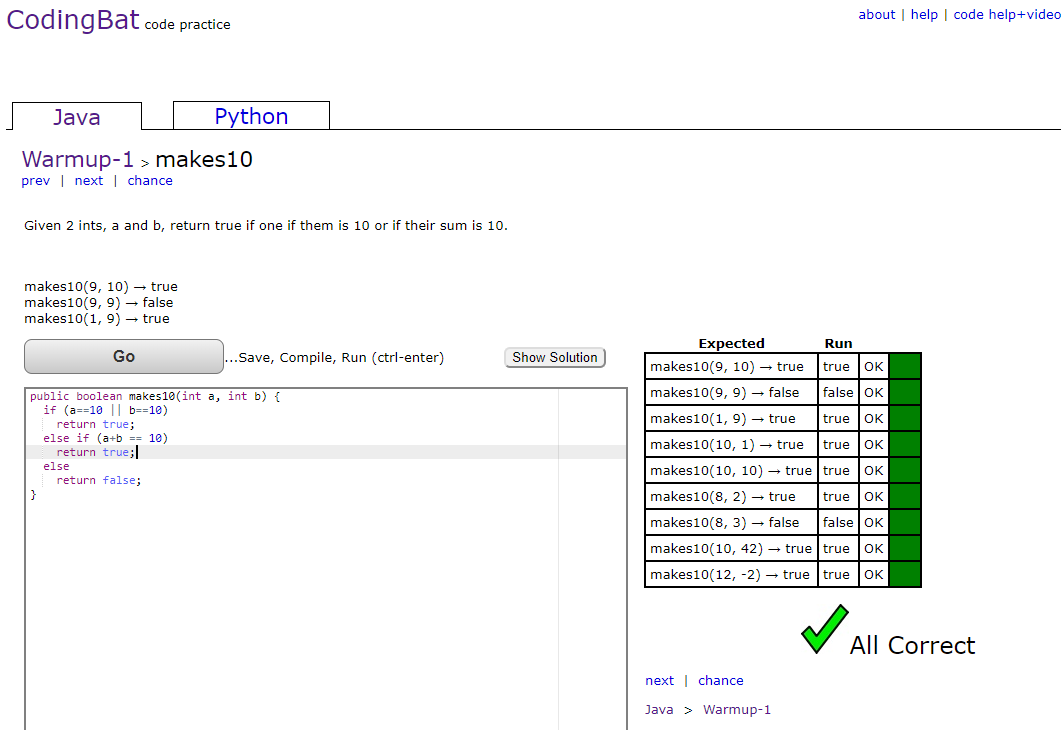 CodingBat code practice
about | help | code help+video
Java
Python
Warmup-1 > makes10
prev | next | chance
Given 2 ints, a and b, return true if one if them is 10 or if their sum is 10.
makes10(9, 10) → true
makes10(9, 9) → false
makes10(1, 9) → true
Go
...Save, Compile, Run (ctrl-enter)
Show Solution
public boolean makes10(int a, int b) {
  if (a==10 || b==10)
    return true;
  else if (a+b == 10)
    return true;
  else
    return false;
}
Expected Run
makes10(9, 10) → true true OK
makes10(9, 9) → false false OK
makes10(1, 9) → true true OK
makes10(10, 1) → true true OK
makes10(10, 10) → true true OK
makes10(8, 2) → true true OK
makes10(8, 3) → false false OK
makes10(10, 42) → true true OK
makes10(12, -2) → true true OK
All Correct
next | chance
Java > Warmup-1